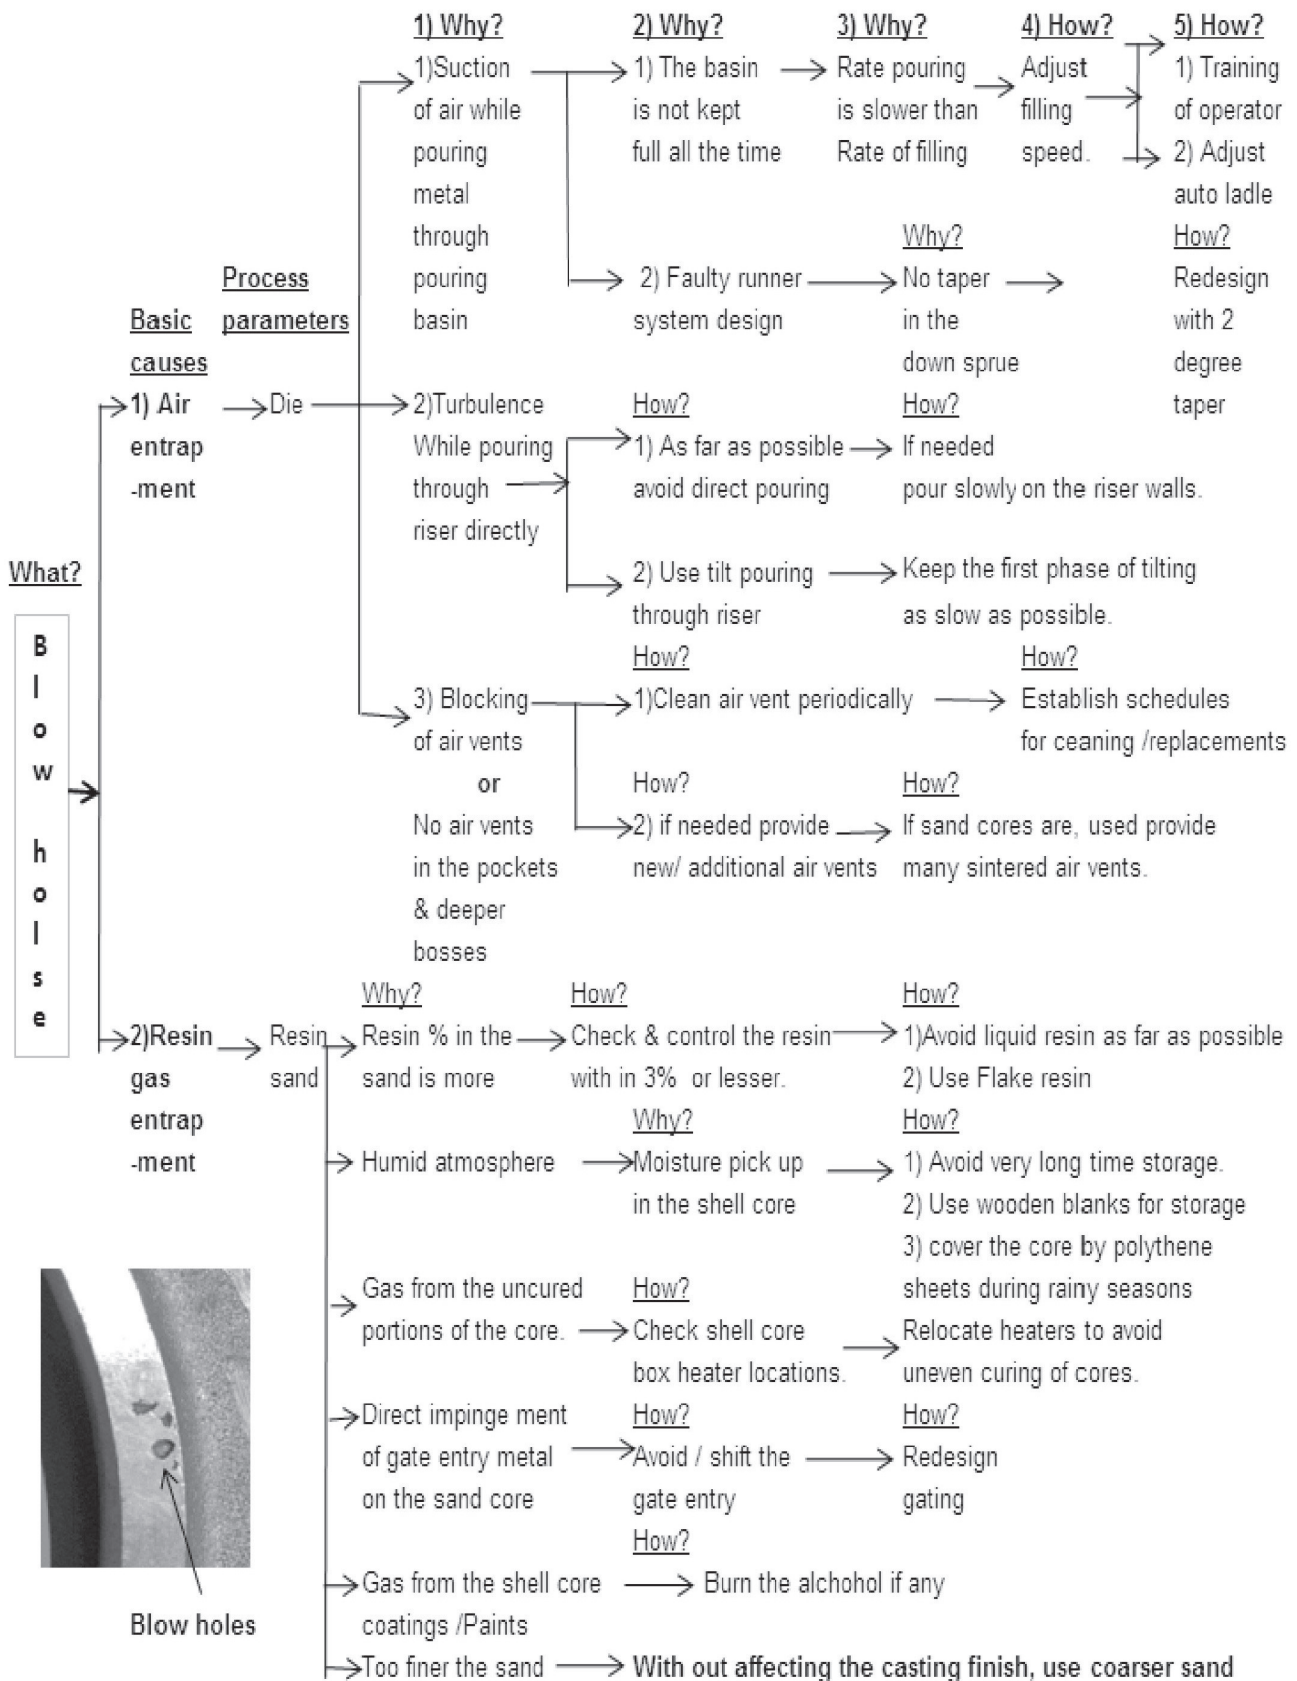 1) Why?
1)Suction
of air while
pouring
metal
through
pouring
basin
2) Why?
1) The basin
is not kept
full all the time
3) Why?
Rate pouring
is slower than
Rate of filling
4) How?
Adjust
filling
speed.
5) How?
1) Training
of operator
2) Adjust
auto ladle
2) Faulty runner
system design
Why?
No taper
in the
down sprue
How?
Redesign
with 2
degree
taper
Process
parameters
Basic
causes
1) Air
entrap
-ment
Die
2)Turbulence
While pouring
through
riser directly
How?
1) As far as possible
avoid direct pouring
How?
If needed
pour slowly on the riser walls.
2) Use tilt pouring
through riser
Keep the first phase of tilting
as slow as possible.
What?
Blow holse
3) Blocking
of air vents
or
No air vents
in the pockets
& deeper
bosses
How?
1)Clean air vent periodically
How?
Establish schedules
for ceaning /replacements
How?
2) if needed provide
new/ additional air vents
How?
If sand cores are, used provide
many sintered air vents.
2)Resin
gas
entrap
-ment
Resin
sand
Why?
Resin % in the
sand is more
How?
Check & control the resin
with in 3% or lesser.
How?
1)Avoid liquid resin as far as possible
2) Use Flake resin
Humid atmosphere
Why?
Moisture pick up
in the shell core
How?
1) Avoid very long time storage.
2) Use wooden blanks for storage
3) cover the core by polythene
sheets during rainy seasons
Gas from the uncured
portions of the core.
How?
Check shell core
box heater locations.
Relocate heaters to avoid
uneven curing of cores.
Direct impinge ment
of gate entry metal
on the sand core
How?
Avoid / shift the
gate entry
How?
Redesign
gating
Gas from the shell core
coatings /Paints
How?
Burn the alchohol if any
Too finer the sand
With out affecting the casting finish, use coarser sand
Blow holes